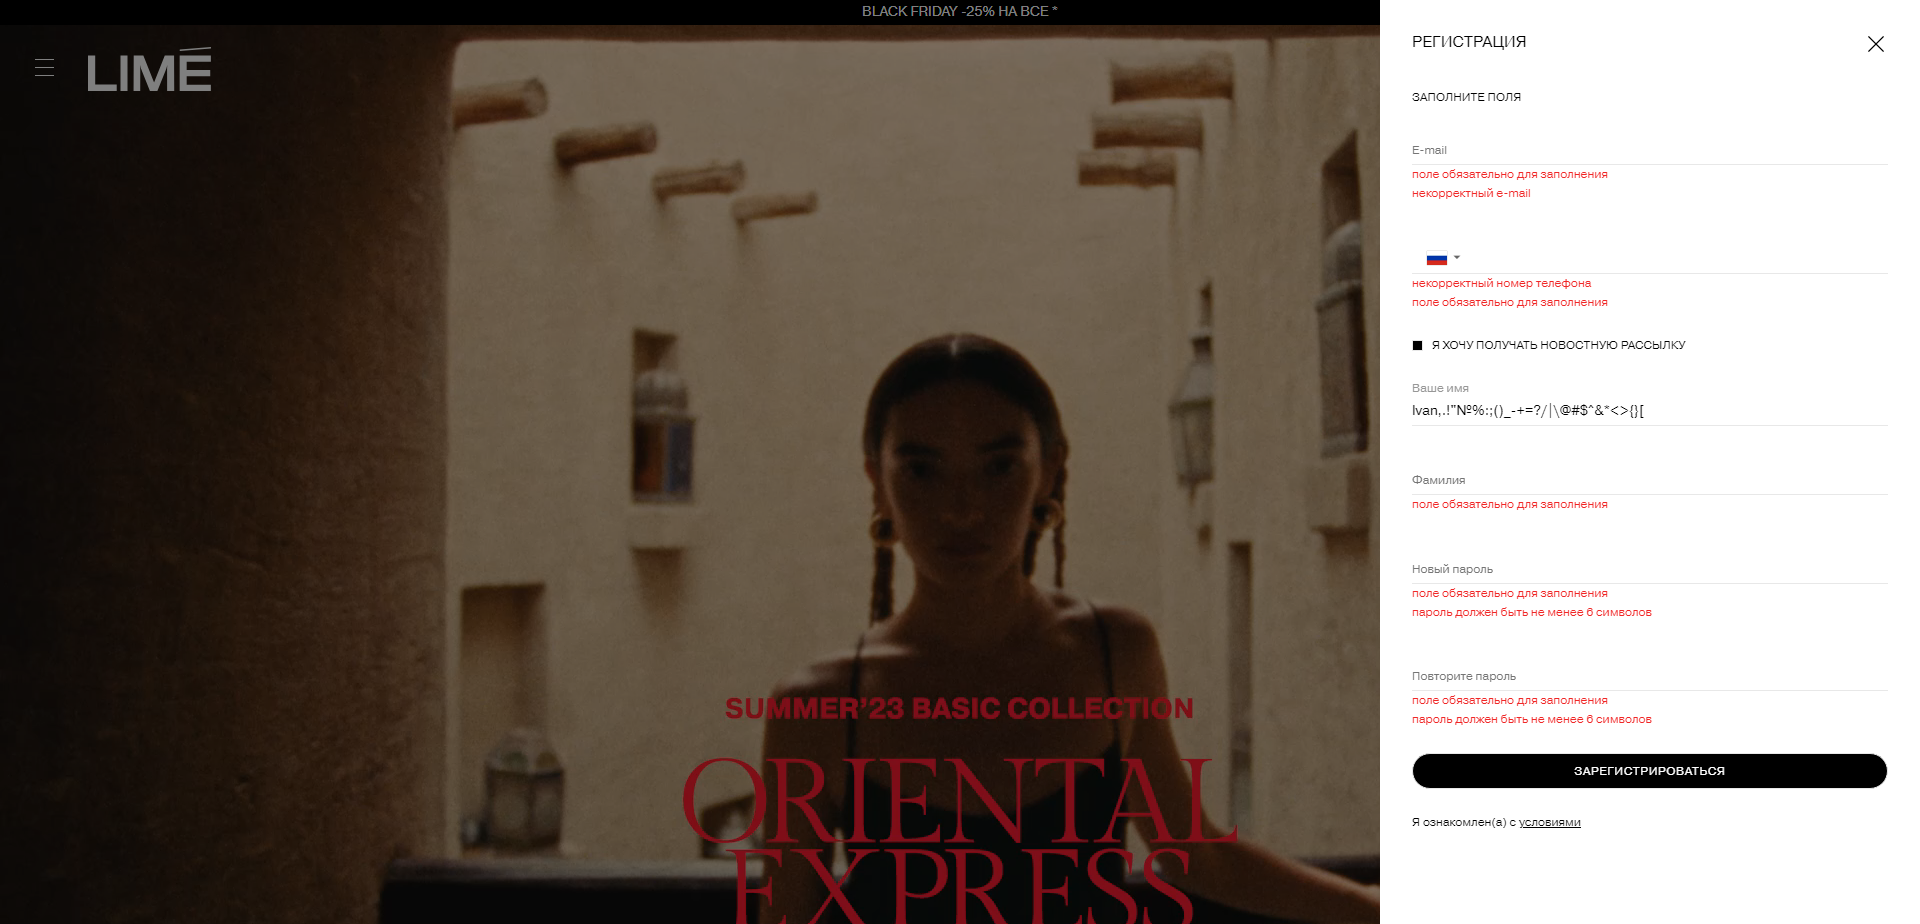 BLACK FRIDAY -25% НА ВСЕ *
LIMÉ
SUMMER’23 BASIC COLLECTION
ORIENTAL
EXPRESS
РЕГИСТРАЦИЯ
ЗАПОЛНИТЕ ПОЛЯ
E-mail
поле обязательно для заполнения
некорректный e-mail
некорректный номер телефона
поле обязательно для заполнения
Я ХОЧУ ПОЛУЧАТЬ НОВОСТНУЮ РАССЫЛКУ
Ваше имя
Ivan,.!"№%:;()_-+=?/|\@#$^&*<>{}[
Фамилия
поле обязательно для заполнения
Новый пароль
поле обязательно для заполнения
пароль должен быть не менее 6 символов
Повторите пароль
поле обязательно для заполнения
пароль должен быть не менее 6 символов
ЗАРЕГИСТРИРОВАТЬСЯ
Я ознакомлен(а) с условиями